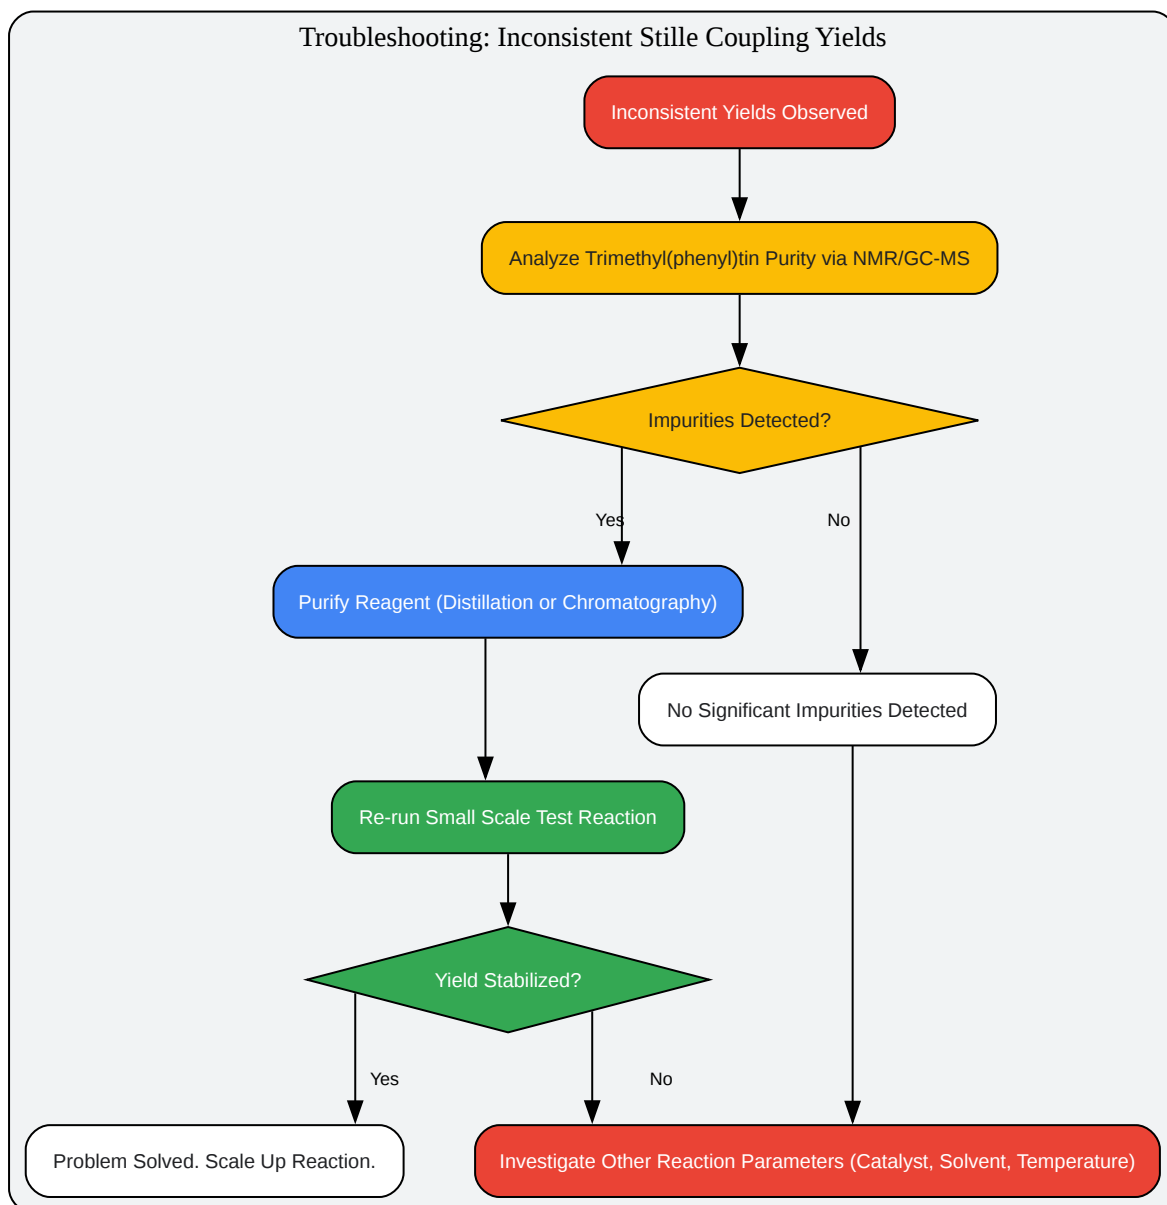 Troubleshooting: Inconsistent Stille Coupling Yields
Inconsistent Yields Observed
Analyze Trimethyl(phenyl)tin Purity via NMR/GC-MS
Impurities Detected?
Yes
No
Purify Reagent (Distillation or Chromatography)
No Significant Impurities Detected
Re-run Small Scale Test Reaction
Yield Stabilized?
Yes
No
Problem Solved. Scale Up Reaction.
Investigate Other Reaction Parameters (Catalyst, Solvent, Temperature)